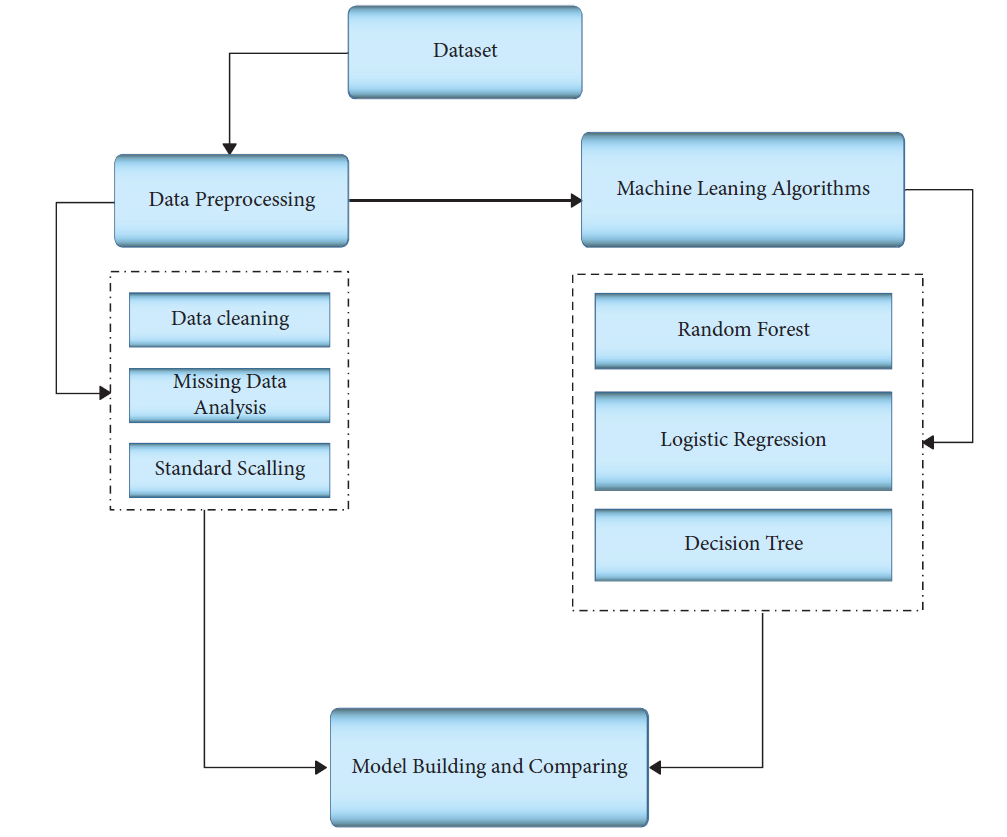 Dataset
Data Preprocessing
Machine Leaning Algorithms
Data cleaning
Missing Data
Analysis
Standard Scalling
Random Forest
Logistic Regression
Decision Tree
Model Building and Comparing